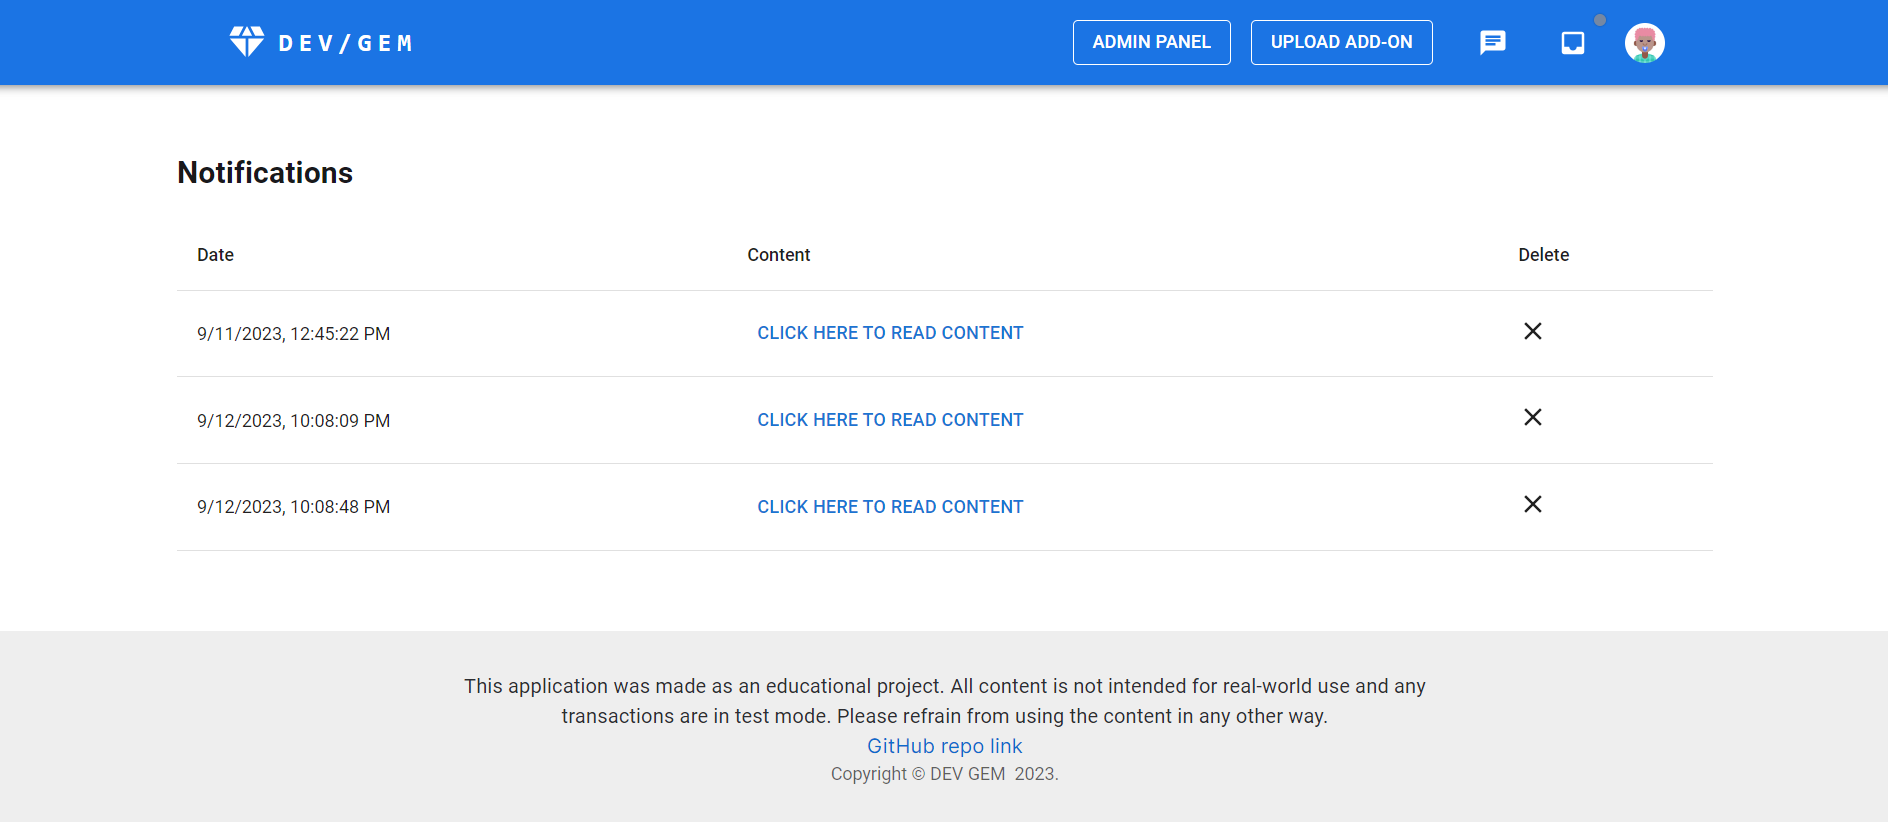 DEV/GEM
ADMIN PANEL
UPLOAD ADD-ON
Notifications
Date Content Delete
9/11/2023, 12:45:22 PM CLICK HERE TO READ CONTENT
9/12/2023, 10:08:09 PM CLICK HERE TO READ CONTENT
9/12/2023, 10:08:48 PM CLICK HERE TO READ CONTENT
This application was made as an educational project. All content is not intended for real-world use and any
transactions are in test mode. Please refrain from using the content in any other way.
GitHub repo link
Copyright © DEV GEM 2023.